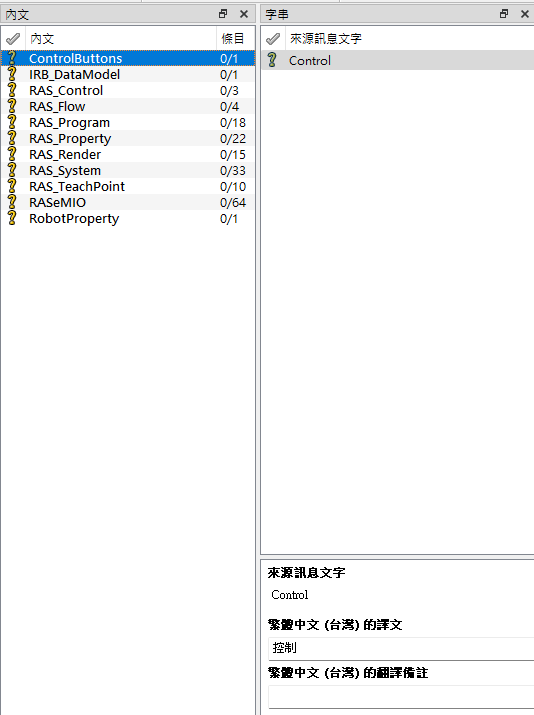 內文
內文 條目
ControlButtons 0/1
IRB_DataModel 0/1
RAS_Control 0/3
RAS_Flow 0/4
RAS_Program 0/18
RAS_Property 0/22
RAS_Render 0/15
RAS_System 0/33
RAS_TeachPoint 0/10
RASeMIO 0/64
RobotProperty 0/1
字串
來源訊息文字
Control
來源訊息文字
Control
繁體中文 (台灣) 的譯文
控制
繁體中文 (台灣) 的翻譯備註